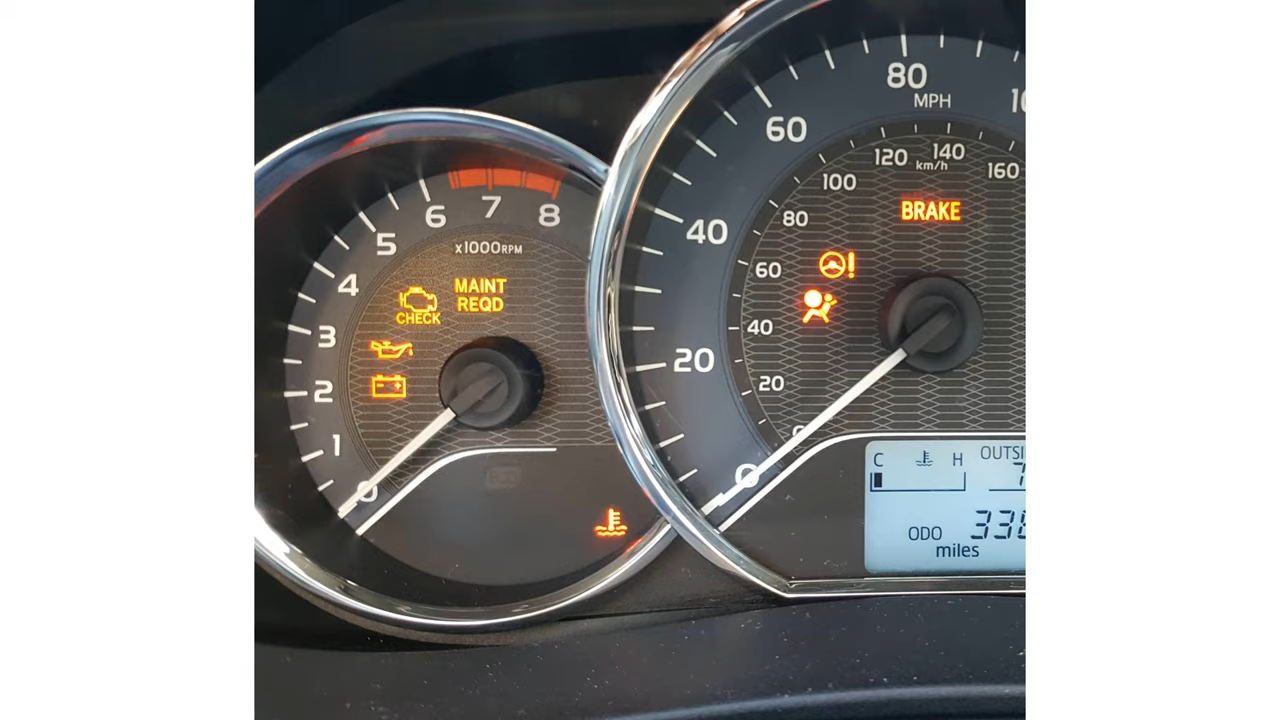 8
7
6
5
4
3
2
1
0
x1000RPM
MAINT
REQD
CHECK
80
MPH
60
40
20
0
120
140
160
km/h
100
80
60
40
20
BRAKE
C H
OUTSI
ODO
miles